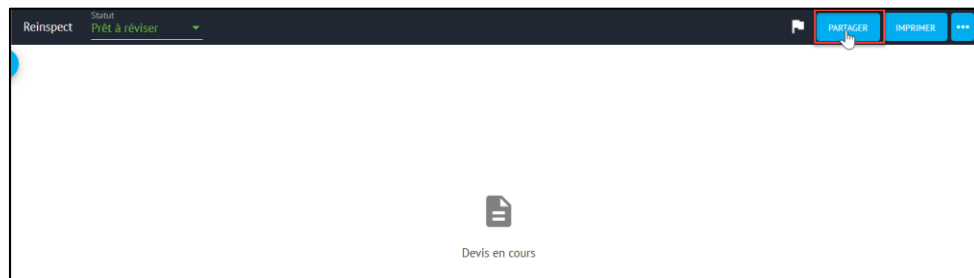 Reinspect
Statut
Prêt à réviser
PARTAGER
IMPRIMER
Devis en cours